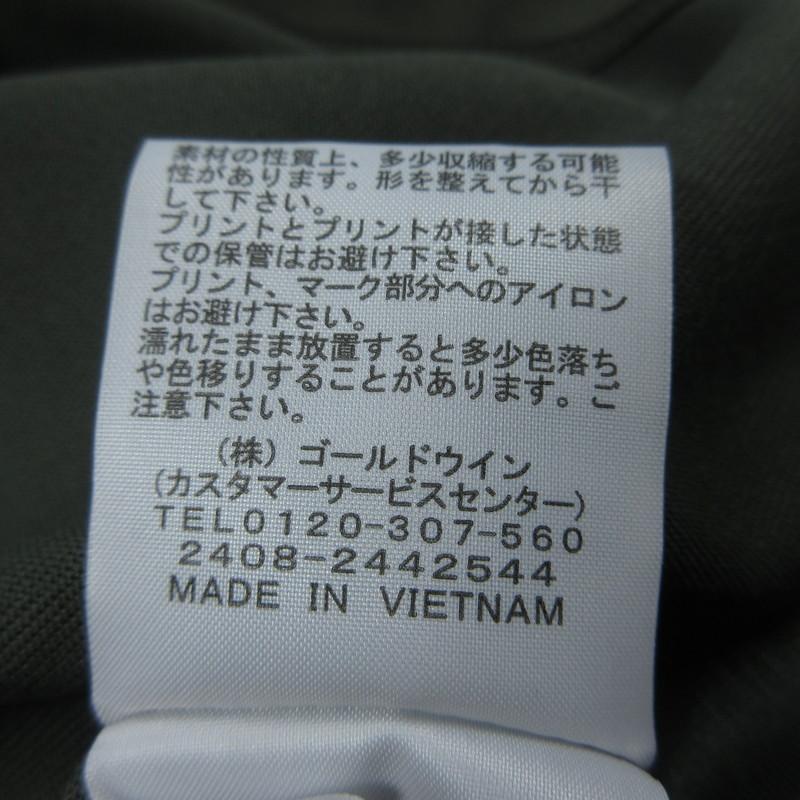 素材の性質上、多少収縮する可能
性があります。形を整えてから干
して下さい。
プリントとプリントが接した状態
での保管はお避け下さい。
プリント、マーク部分へのアイロン
はお避け下さい。
濡れたまま放置すると多少色落ち
や色移りすることがあります。ご
注意下さい。
(株)ゴールドウイン
(カスタマーサービスセンター)
TEL0120-307-560
2408-2442544
MADE IN VIETNAM